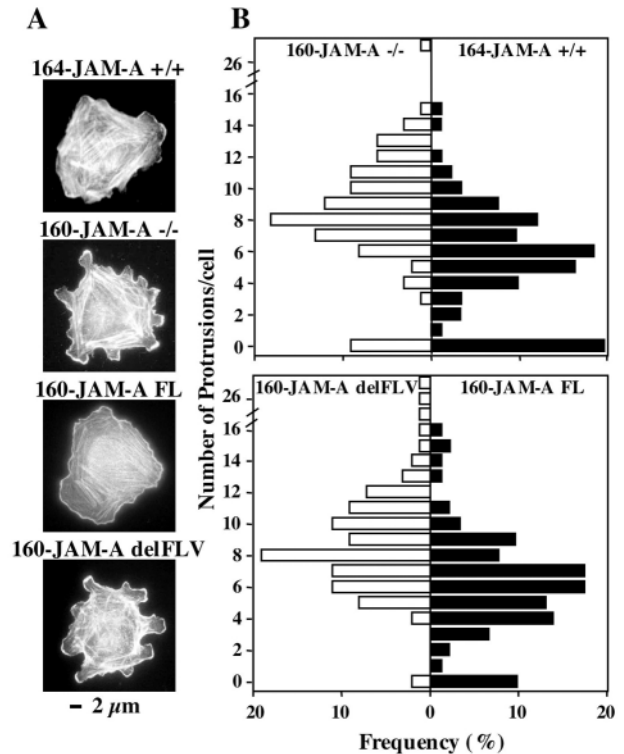 A
164-JAM-A +/+
160-JAM-A -/-
160-JAM-A FL
160-JAM-A delFLV
2 µm
B
160-JAM-A -/- 164-JAM-A +/+
26
16
14
12
10
8
6
4
2
0
Number of Protrusions/cell
160-JAM-A delFLV 160-JAM-A FL
26
16
14
12
10
8
6
4
2
0
20 10 0 10 20
Frequency (%)